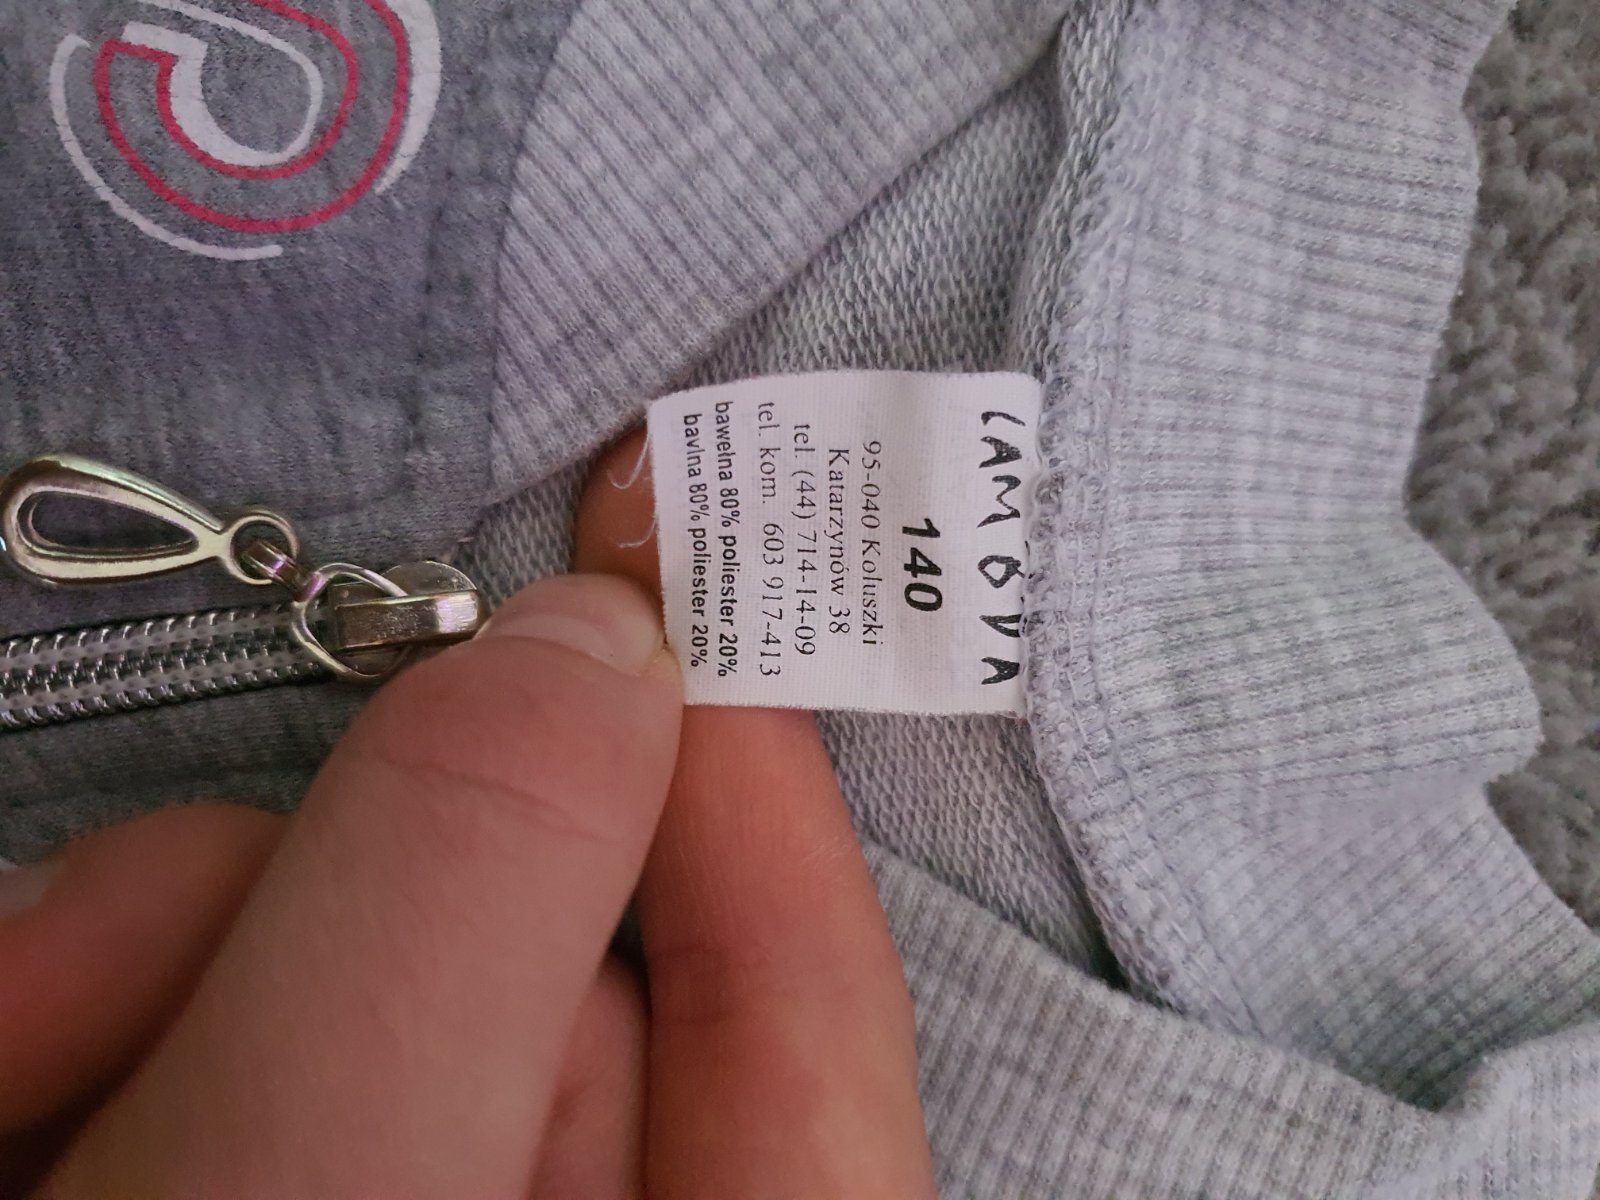 LAMBDA
140
95-040 Koluszki
Katarzynów 38
tel. (44) 714-14-09
tel. kom. 603 917-413
bawełna 80% poliester 20%
bavlna 80% poliester 20%